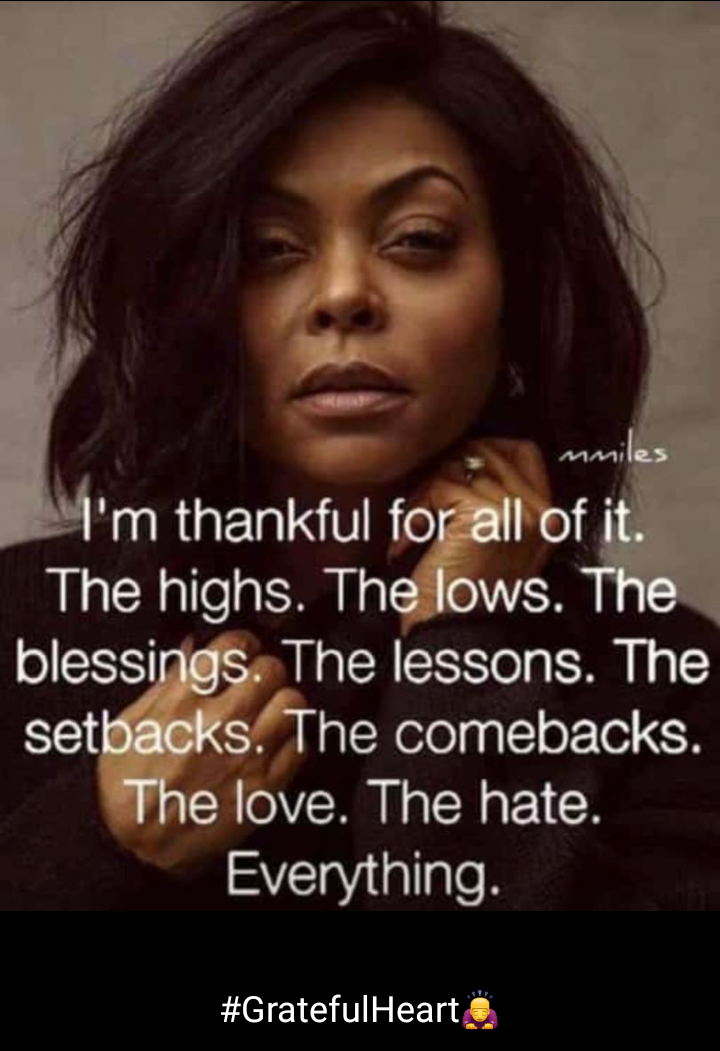 mmiles
I'm thankful for all of it.
The highs. The lows. The
blessings. The lessons. The
setbacks. The comebacks.
The love. The hate.
Everything.
#GratefulHeart🙇